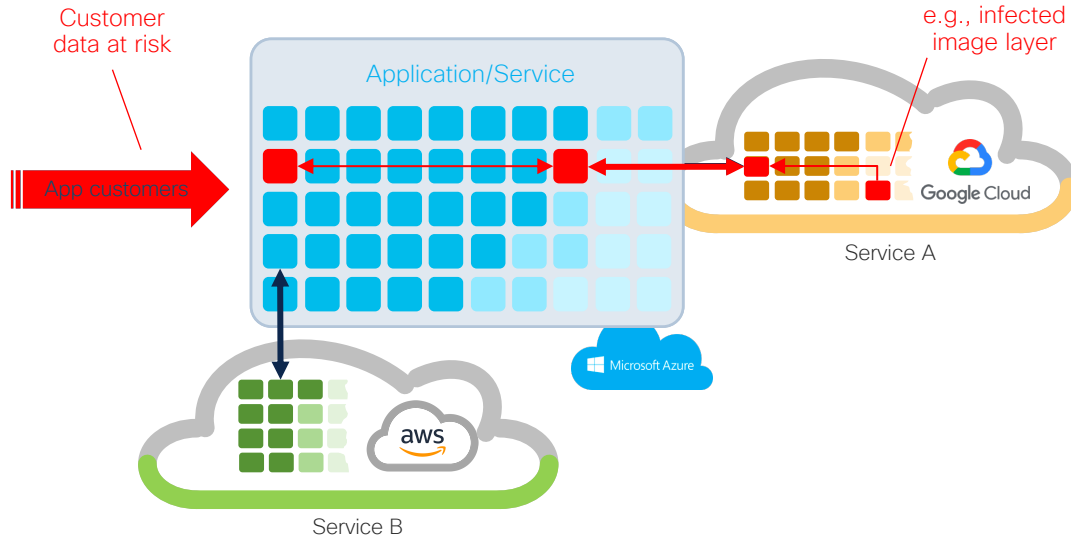 Customer
data at risk
e.g., infected
image layer
Application/Service
App customers
Google Cloud
Service A
Microsoft Azure
aws
Service B